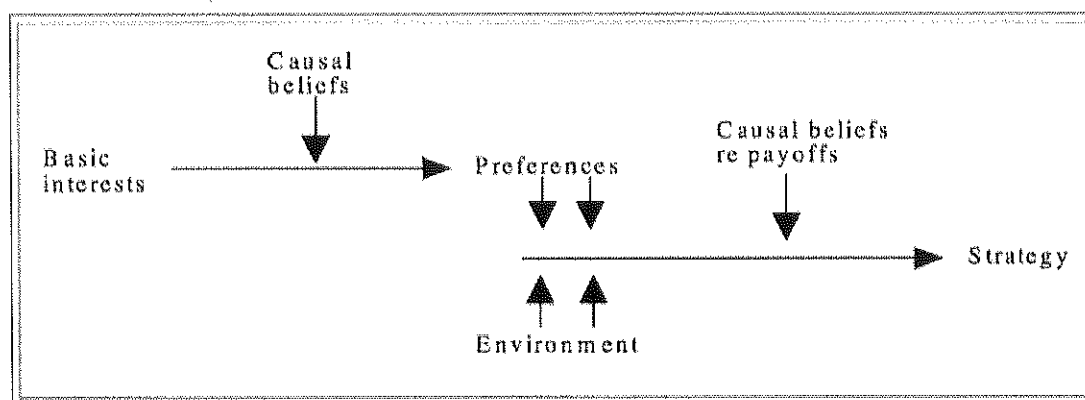 Causal
beliefs
Causal beliefs
re payoffs
Basic
interests
Preferences
Strategy
Environment